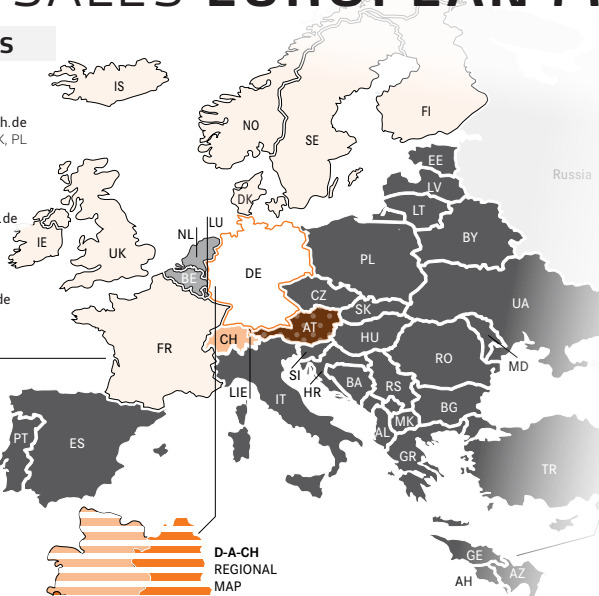 SALES EUROPEAN
S
IS
h.de
K, PL
NO
FI
SE
EE
Russia
LV
DK
LT
.de
LU
NL
IE
BY
UK
PL
DE
BE
de
CZ
UA
SK
AT
CH
HU
FR
RO
MD
SI
BA
RS
LIE
HR
IT
BG
MK
PT
ES
AL
GR
TR
D-A-CH
REGIONAL
MAP
GE
AZ
AH